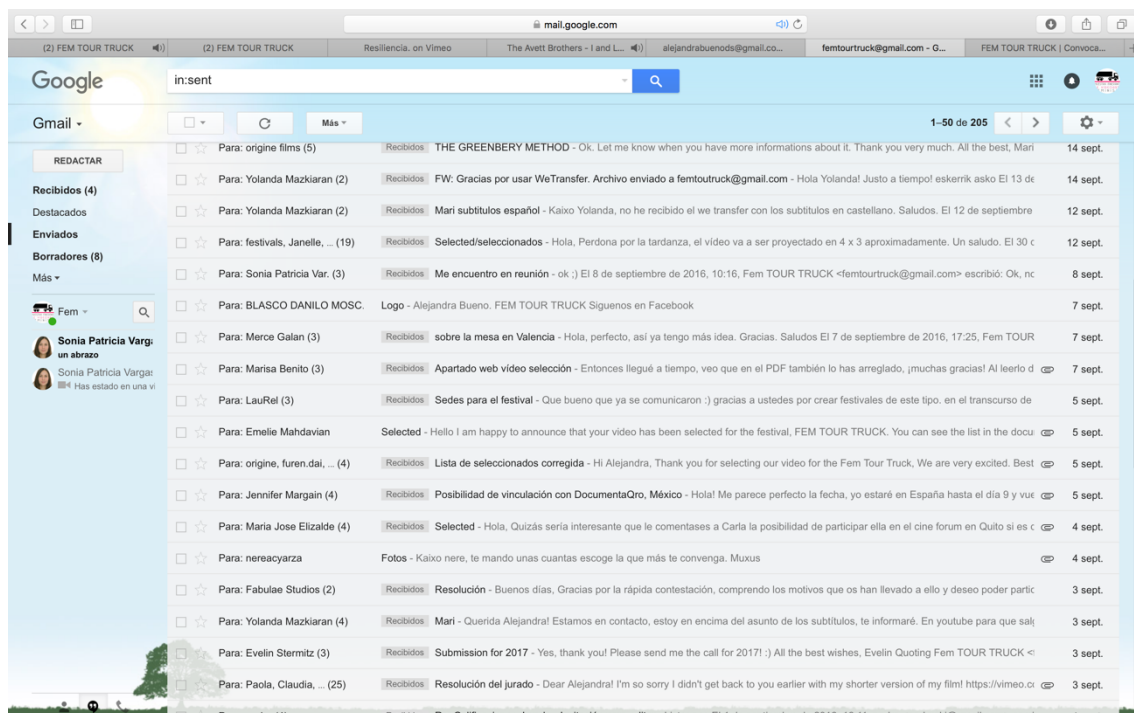 mail.google.com
(2) FEM TOUR TRUCK
(2) FEM TOUR TRUCK
Resiliencia. on Vimeo
The Avett Brothers - I and L...
alejandrabuenods@gmail.co...
femtourtruck@gmail.com - G...
FEM TOUR TRUCK | Convoca...
Google
in:sent
Gmail
Más
1–50 de 205
REDACTAR
Recibidos (4)
Destacados
Enviados
Borradores (8)
Más
Fem
Sonia Patricia Varga
un abrazo
Sonia Patricia Vargas
Has estado en una vi
Para: origine films (5) Recibidos THE GREENBERY METHOD - Ok. Let me know when you have more informations about it. Thank you very much. All the best, Mari 14 sept.
Para: Yolanda Mazkiaran (2) Recibidos FW: Gracias por usar WeTransfer. Archivo enviado a femtoutruck@gmail.com - Hola Yolanda! Justo a tiempo! eskerrik asko El 13 de 14 sept.
Para: Yolanda Mazkiaran (2) Recibidos Mari subtitulos español - Kaixo Yolanda, no he recibido el we transfer con los subtitulos en castellano. Saludos. El 12 de septiembre 12 sept.
Para: festivals, Janelle, ... (19) Recibidos Selected/seleccionados - Hola, Perdona por la tardanza, el vídeo va a ser proyectado en 4 x 3 aproximadamente. Un saludo. El 30 12 sept.
Para: Sonia Patricia Var. (3) Recibidos Me encuentro en reunión - ok ;) El 8 de septiembre de 2016, 10:16, Fem TOUR TRUCK <femtourtruck@gmail.com> escribió: Ok, nc 8 sept.
Para: BLASCO DANILO MOSC. Logo - Alejandra Bueno. FEM TOUR TRUCK Siguenos en Facebook 7 sept.
Para: Merce Galan (3) Recibidos sobre la mesa en Valencia - Hola, perfecto, así ya tengo más idea. Gracias. Saludos El 7 de septiembre de 2016, 17:25, Fem TOUR 7 sept.
Para: Marisa Benito (3) Recibidos Apartado web vídeo selección - Entonces llegué a tiempo, veo que en el PDF también lo has arreglado, ¡muchas gracias! Al leerlo d 7 sept.
Para: LauRel (3) Recibidos Sedes para el festival - Que bueno que ya se comunicaron :) gracias a ustedes por crear festivales de este tipo. en el transcurso de 5 sept.
Para: Emelie Mahdavian Selected - Hello I am happy to announce that your video has been selected for the festival, FEM TOUR TRUCK. You can see the list in the docu 5 sept.
Para: origine, furen.dai, ... (4) Recibidos Lista de seleccionados corregida - Hi Alejandra, Thank you for selecting our video for the Fem Tour Truck, We are very excited. Best 5 sept.
Para: Jennifer Margain (4) Recibidos Posibilidad de vinculación con DocumentaQro, México - Hola! Me parece perfecto la fecha, yo estaré en España hasta el día 9 y vue 5 sept.
Para: Maria Jose Elizalde (4) Recibidos Selected - Hola, Quizás sería interesante que le comentases a Carla la posibilidad de participar ella en el cine forum en Quito si es c 4 sept.
Para: nereacyarza Fotos - Kaixo nere, te mando unas cuantas escoge la que más te convenga. Muxus 4 sept.
Para: Fabulae Studios (2) Recibidos Resolución - Buenos días, Gracias por la rápida contestación, comprendo los motivos que os han llevado a ello y deseo poder partic 3 sept.
Para: Yolanda Mazkiaran (4) Recibidos Mari - Querida Alejandra! Estamos en contacto, estoy en encima del asunto de los subtítulos, te informaré. En youtube para que salg 3 sept.
Para: Evelin Stermitz (3) Recibidos Submission for 2017 - Yes, thank you! Please send me the call for 2017! :) All the best wishes, Evelin Quoting Fem TOUR TRUCK < 3 sept.
Para: Paola, Claudia, ... (25) Recibidos Resolución del jurado - Dear Alejandra! I'm so sorry I didn't get back to you earlier with my shorter version of my film! https://vimeo.cc 3 sept.